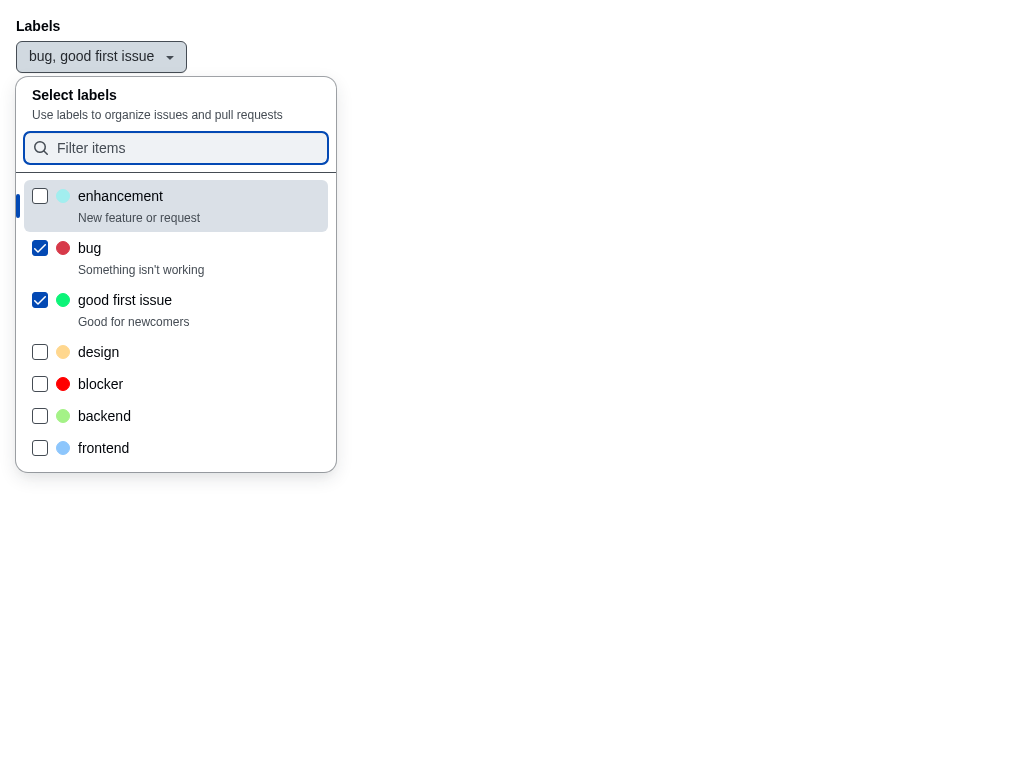 Labels
bug, good first issue
Select labels
Use labels to organize issues and pull requests
Filter items
enhancement
New feature or request
bug
Something isn't working
good first issue
Good for newcomers
design
blocker
backend
frontend